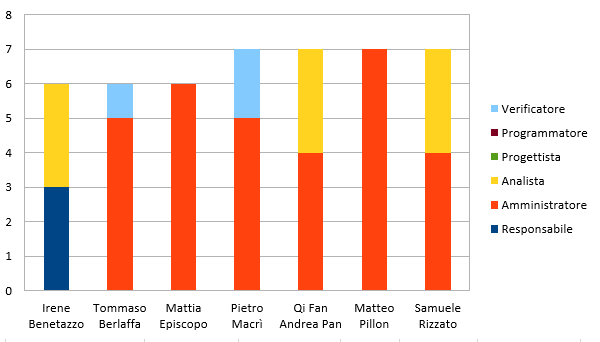 8
7
6
5
4
3
2
1
0
Irene Benetazzo
Tommaso Berlaffa
Mattia Episcopo
Pietro Macrì
Qi Fan Andrea Pan
Matteo Pillon
Samuele Rizzato
Verificatore
Programmatore
Progettista
Analista
Amministratore
Responsabile